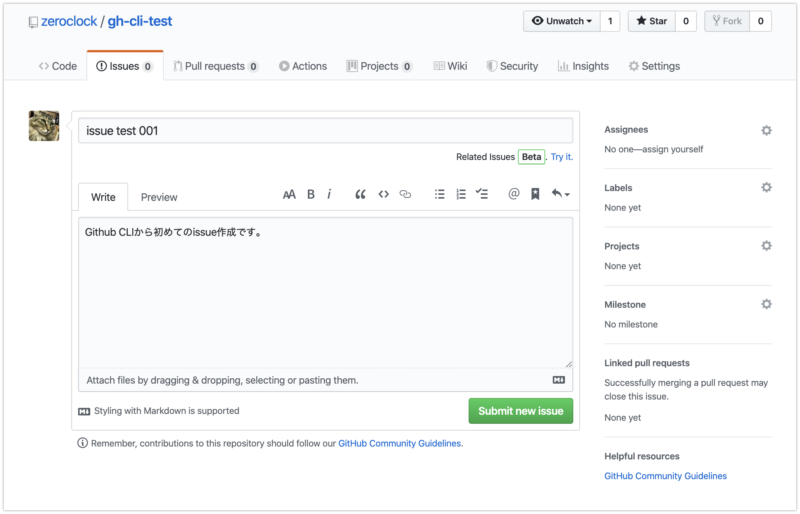 zeroclock / gh-cli-test
Unwatch 1 Star 0 Fork 0
Code Issues 0 Pull requests 0 Actions Projects 0 Wiki Security Insights Settings
issue test 001
Related Issues Beta. Try it.
Write Preview AA B i
Github CLIから初めてのissue作成です。
Attach files by dragging & dropping, selecting or pasting them.
Styling with Markdown is supported
Submit new issue
Remember, contributions to this repository should follow our GitHub Community Guidelines.
Assignees
No one—assign yourself
Labels
None yet
Projects
None yet
Milestone
No milestone
Linked pull requests
Successfully merging a pull request may
close this issue.
None yet
Helpful resources
GitHub Community Guidelines